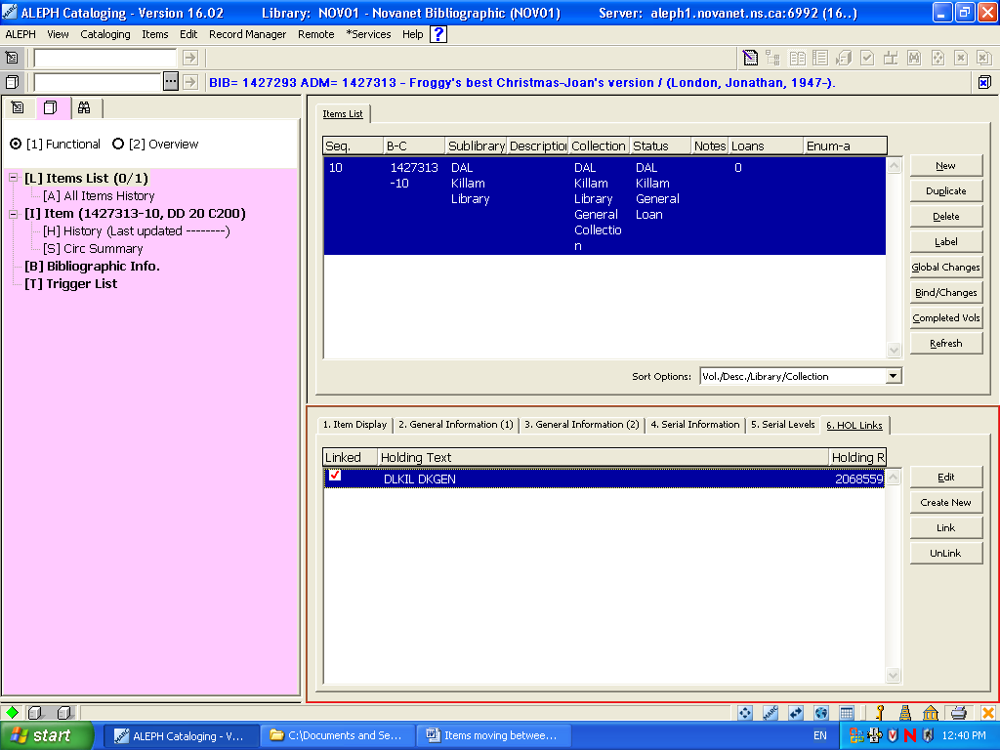 ALEPH Cataloging - Version 16.02 Library: NOV01 - Novanet Bibliographic (NOV01) Server: aleph1.novanet.ns.ca:6992 (16..)
ALEPH View Cataloging Items Edit Record Manager Remote *Services Help ?
BIB= 1427293 ADM= 1427313 - Froggy's best Christmas-Joan's version / (London, Jonathan, 1947-).
[1] Functional [2] Overview
[L] Items List (0/1)
[A] All Items History
[I] Item (1427313-10, DD 20 C200)
[H] History (Last updated --------)
[S] Circ Summary
[B] Bibliographic Info.
[T] Trigger List
Items List
Seq. B-C Sublibrary Description Collection Status Notes Loans Enum-a
10 1427313 DAL DAL DAL 0
-10 Killam Killam Killam
Library Library General
General Loan
Collectio
n
New
Duplicate
Delete
Label
Global Changes
Bind/Changes
Completed Vols
Refresh
Sort Options: Vol./Desc./Library/Collection
1. Item Display 2. General Information (1) 3. General Information (2) 4. Serial Information 5. Serial Levels 6. HOL Links
Linked Holding Text Holding R
DLKIL DKGEN 2068559
Edit
Create New
Link
UnLink
start ALEPH Cataloging - V... C:\Documents and Se... Items moving betwee... EN 12:40 PM